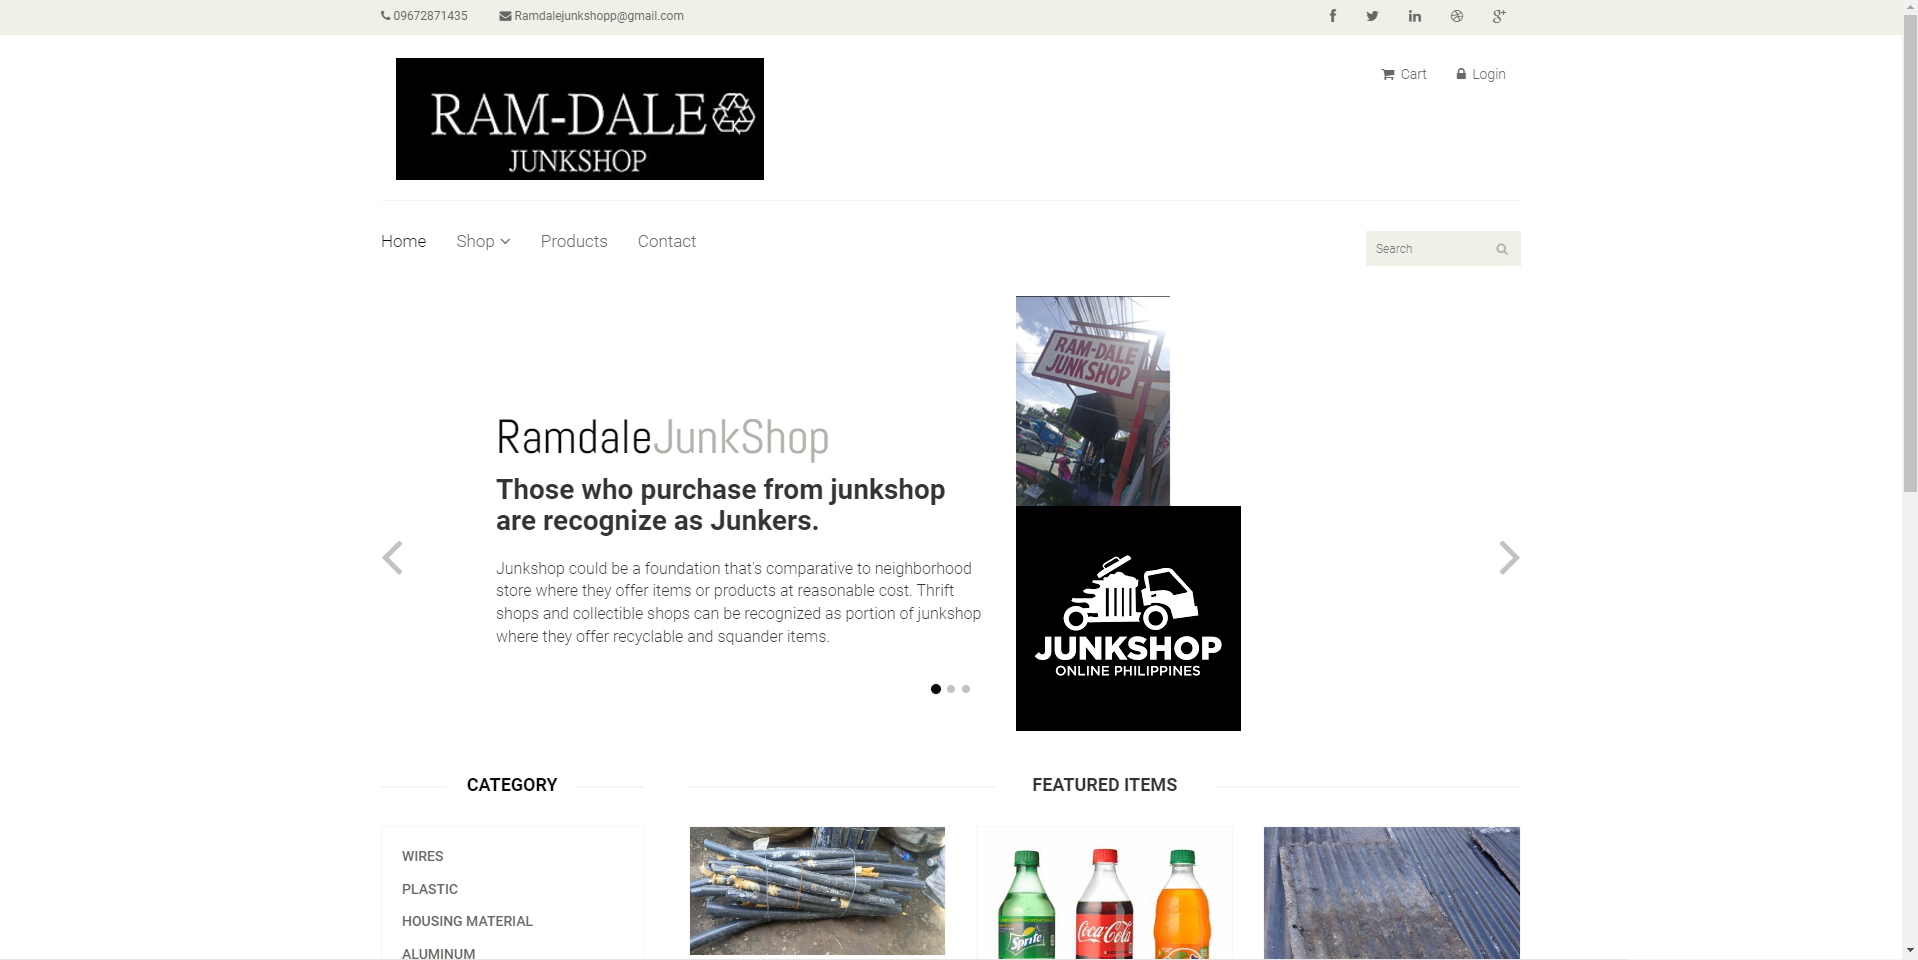 09672871435 Ramdalejunkshopp@gmail.com
RAM-DALE
JUNKSHOP
Cart Login
Home Shop Products Contact
Search
RAM-DALE
JUNKSHOP
RamdaleJunkShop
Those who purchase from junkshop
are recognize as Junkers.
Junkshop could be a foundation that's comparative to neighborhood
store where they offer items or products at reasonable cost. Thrift
shops and collectible shops can be recognized as portion of junkshop
where they offer recyclable and squander items.
JUNKSHOP
ONLINE PHILIPPINES
CATEGORY
FEATURED ITEMS
WIRES
PLASTIC
HOUSING MATERIAL
ALUMINUM
Sprite
Coca-Cola